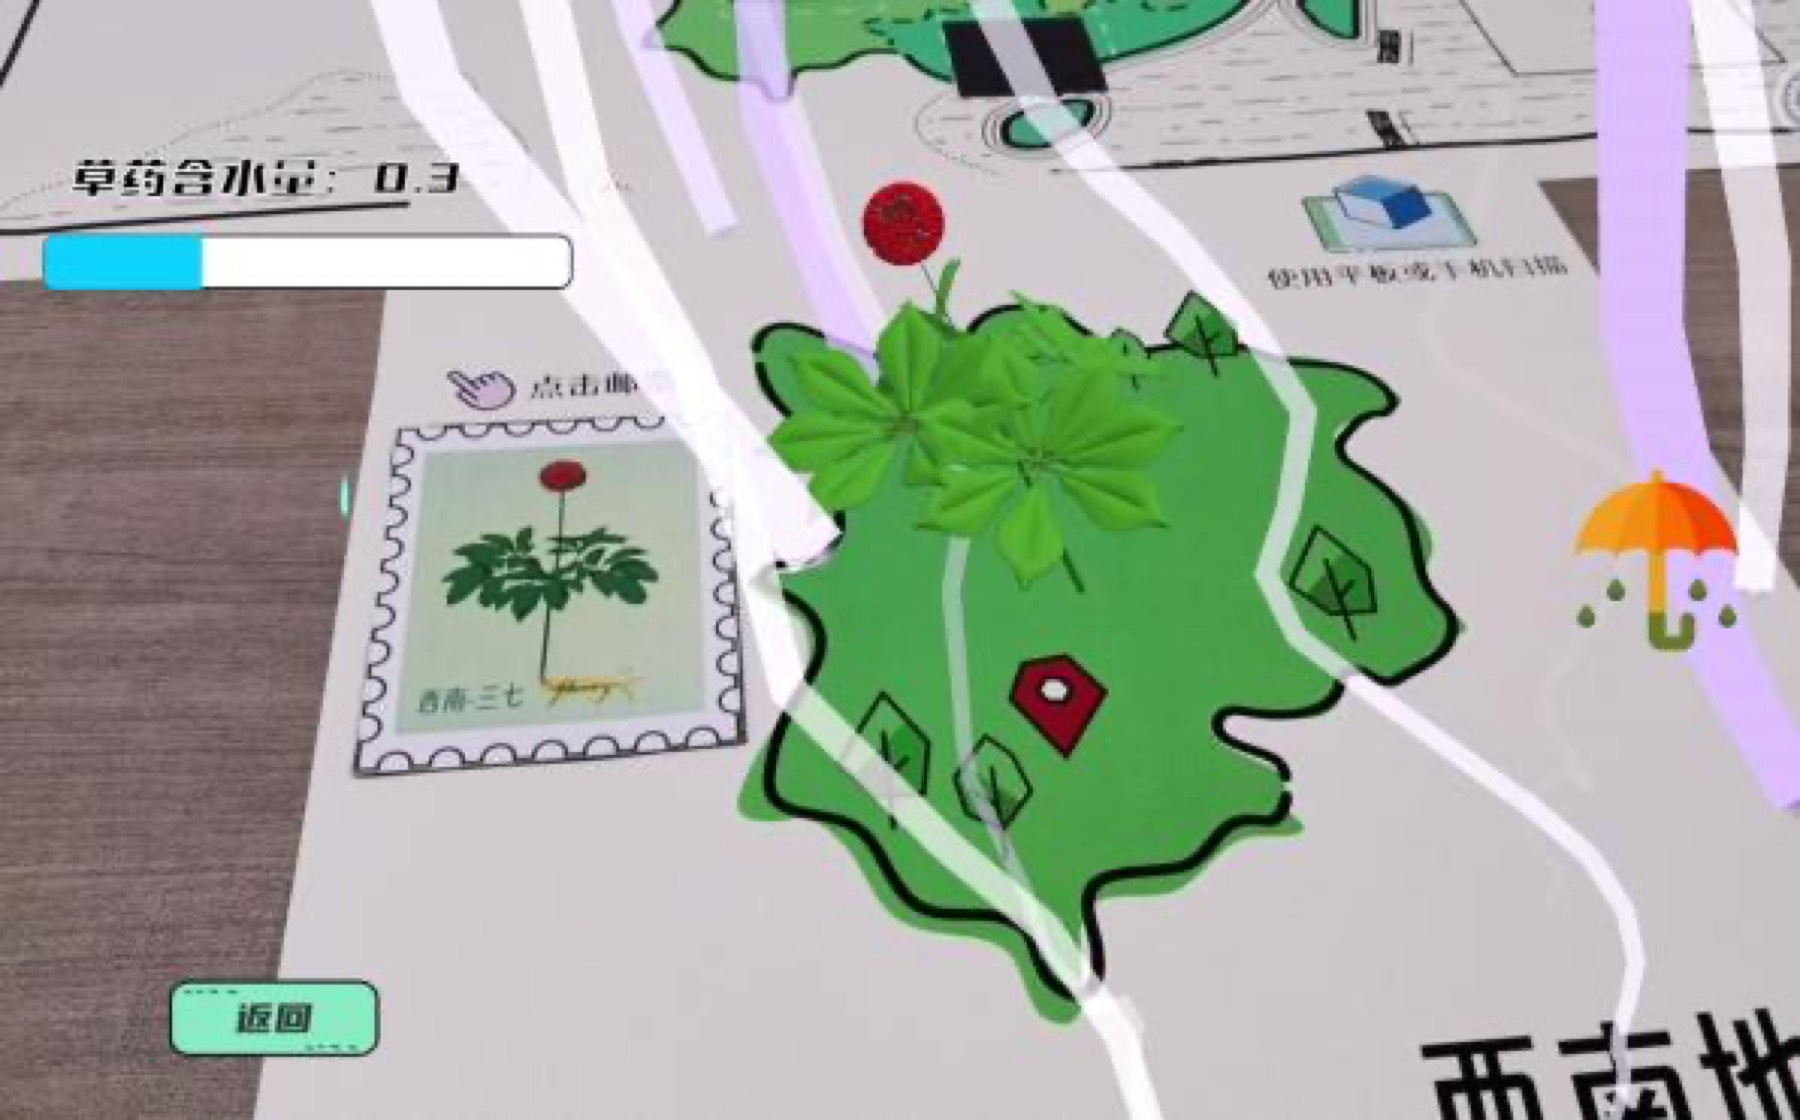 草药含水量：0.3
使用平板或手机扫描
点击邮
西南-三七
返回
西南地